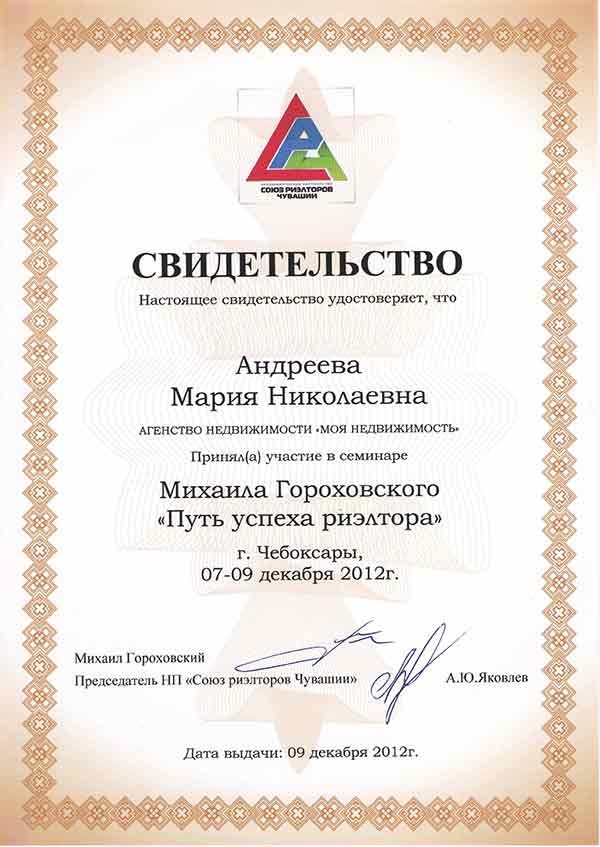 СОЮЗ РИЭЛТОРОВ
ЧУВАШИИ
СВИДЕТЕЛЬСТВО
Настоящее свидетельство удостоверяет, что
Андреева
Мария Николаевна
АГЕНСТВО НЕДВИЖИМОСТИ «МОЯ НЕДВИЖИМОСТЬ»
Принял(а) участие в семинаре
Михаила Гороховского
«Путь успеха риэлтора»
г. Чебоксары,
07-09 декабря 2012г.
Михаил Гороховский
Председатель НП «Союз риэлторов Чувашии» А.Ю.Яковлев
Дата выдачи: 09 декабря 2012г.